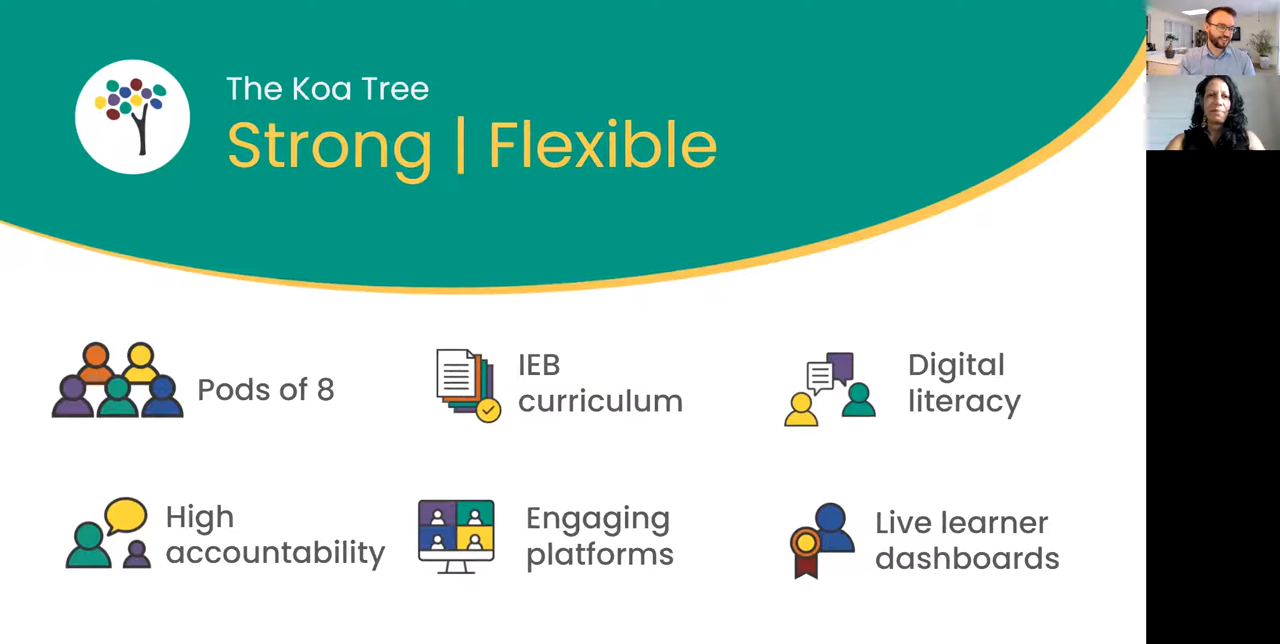 The Koa Tree
Strong | Flexible
Pods of 8
IEB
curriculum
Digital
literacy
High
accountability
Engaging
platforms
Live learner
dashboards